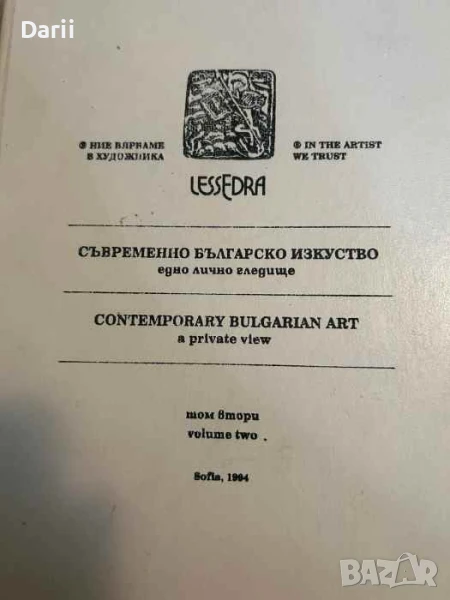 Darii
® НИЕ ВЯРВАМЕ
В ХУДОЖНИКА
® IN THE ARTIST
WE TRUST
LESSEDRA
СЪВРЕМЕННО БЪЛГАРСКО ИЗКУСТВО
едно лично гледище
CONTEMPORARY BULGARIAN ART
a private view
том втори
volume two
Sofia, 1994
BAZAR